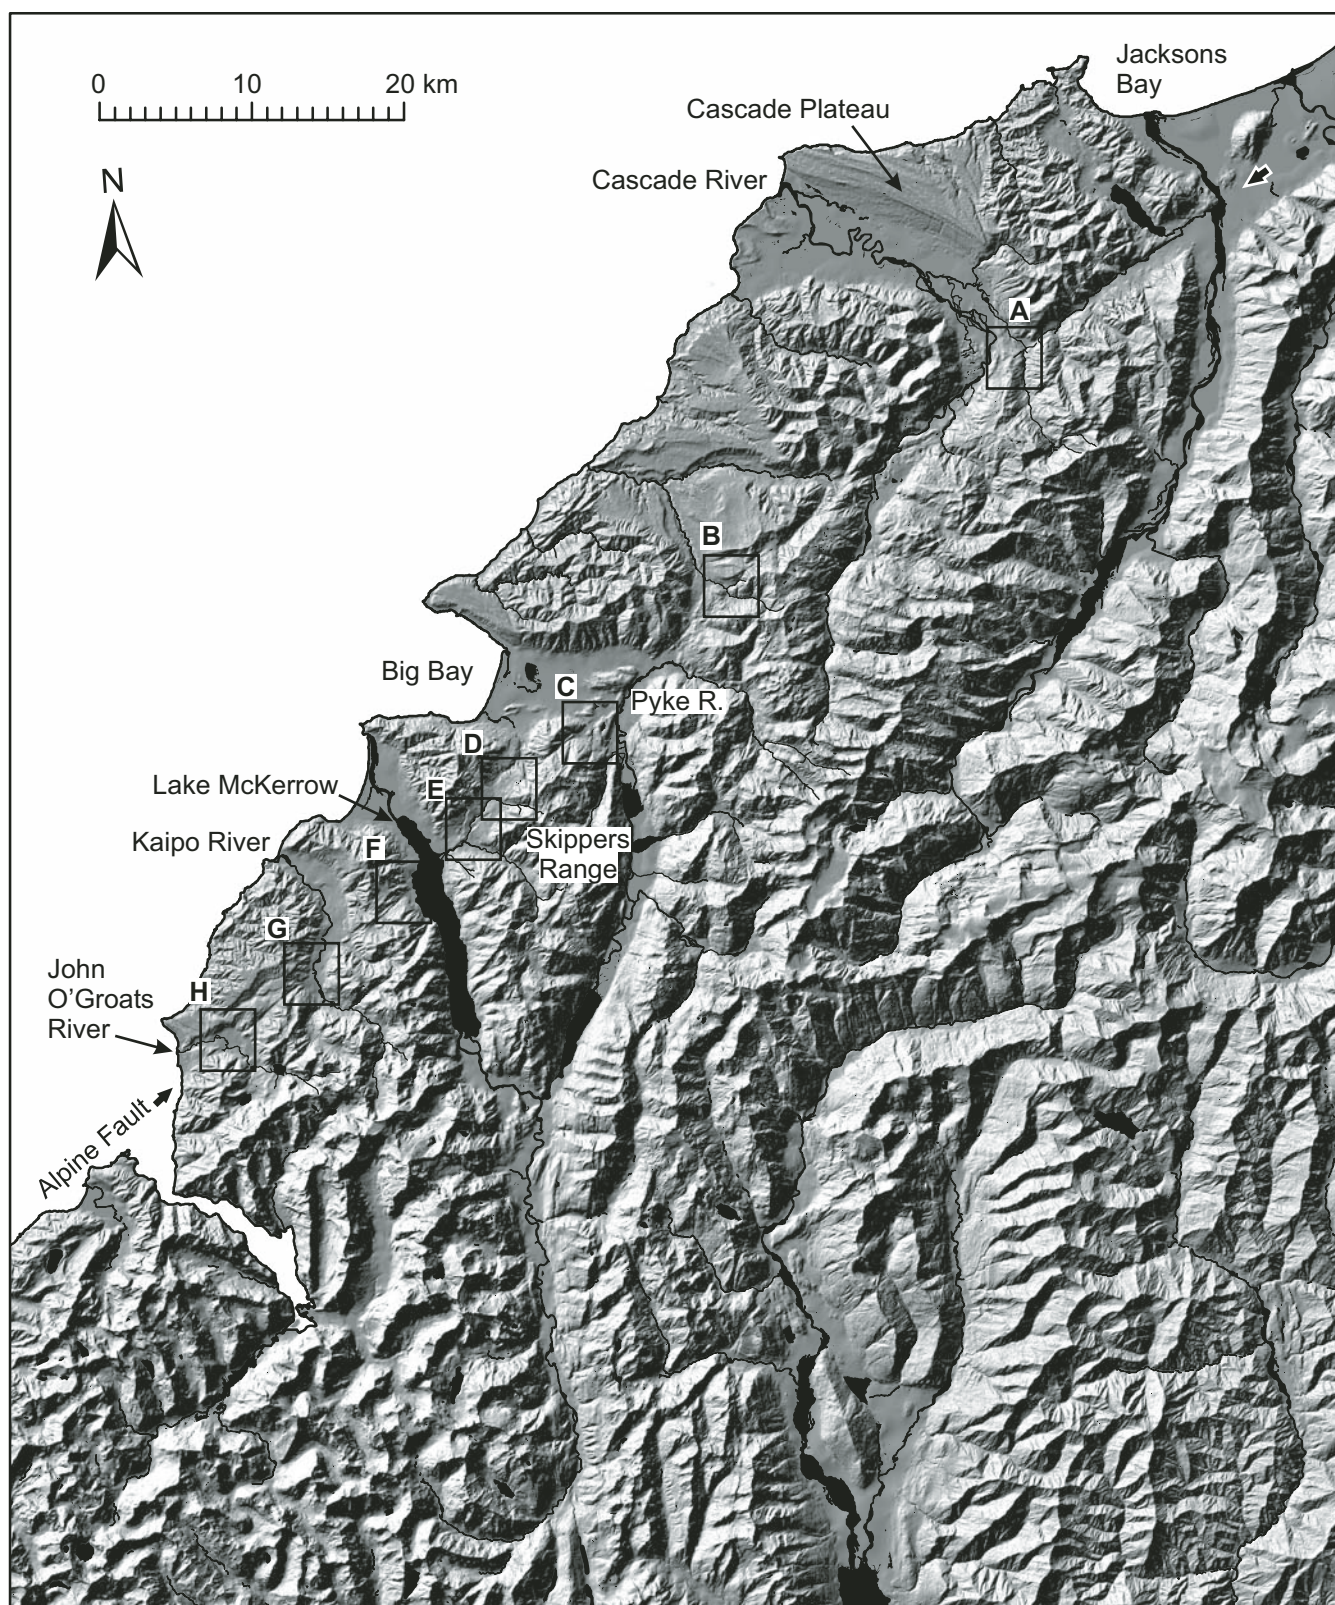 0 10 20 km
Jacksons
Bay
Cascade Plateau
N
Cascade River
A
B
Big Bay
C
Pyke R.
D
Lake McKerrow
E
Kaipo River
Skippers
Range
F
G
John
O'Groats
River
H
Alpine Fault